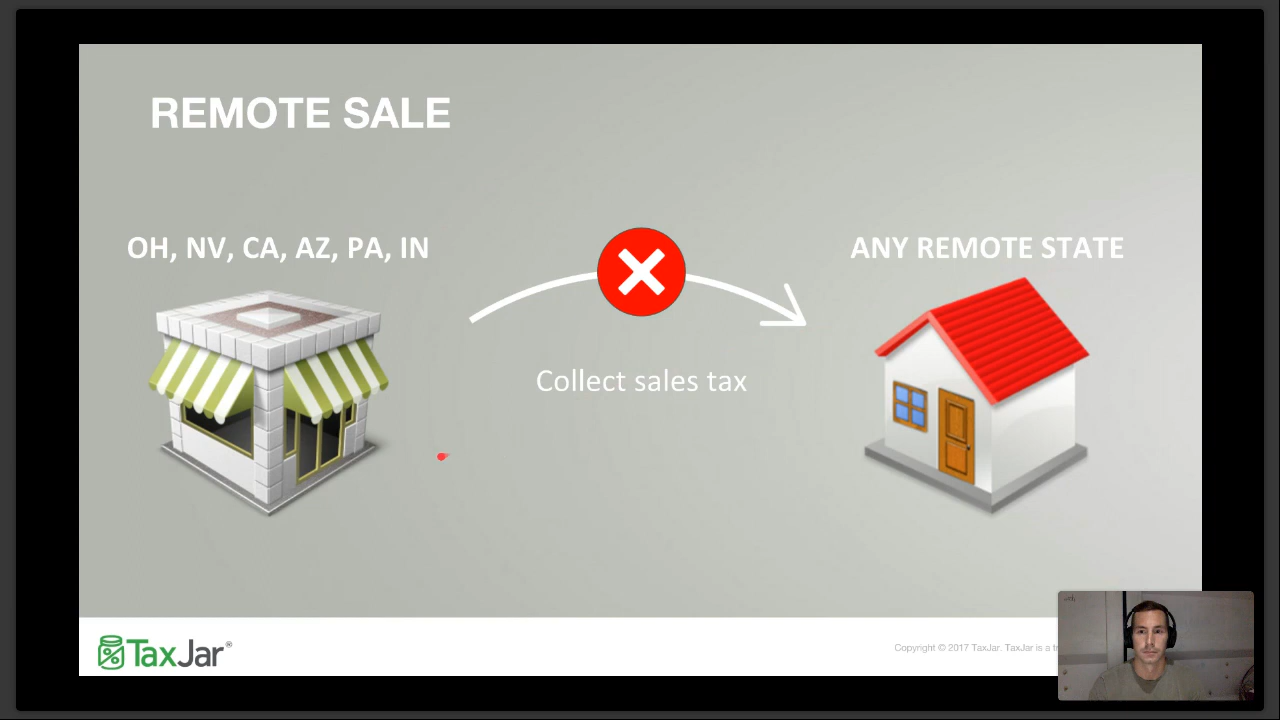 REMOTE SALE
OH, NV, CA, AZ, PA, IN
ANY REMOTE STATE
Collect sales tax
TaxJar®
Copyright © 2017 TaxJar. TaxJar is a